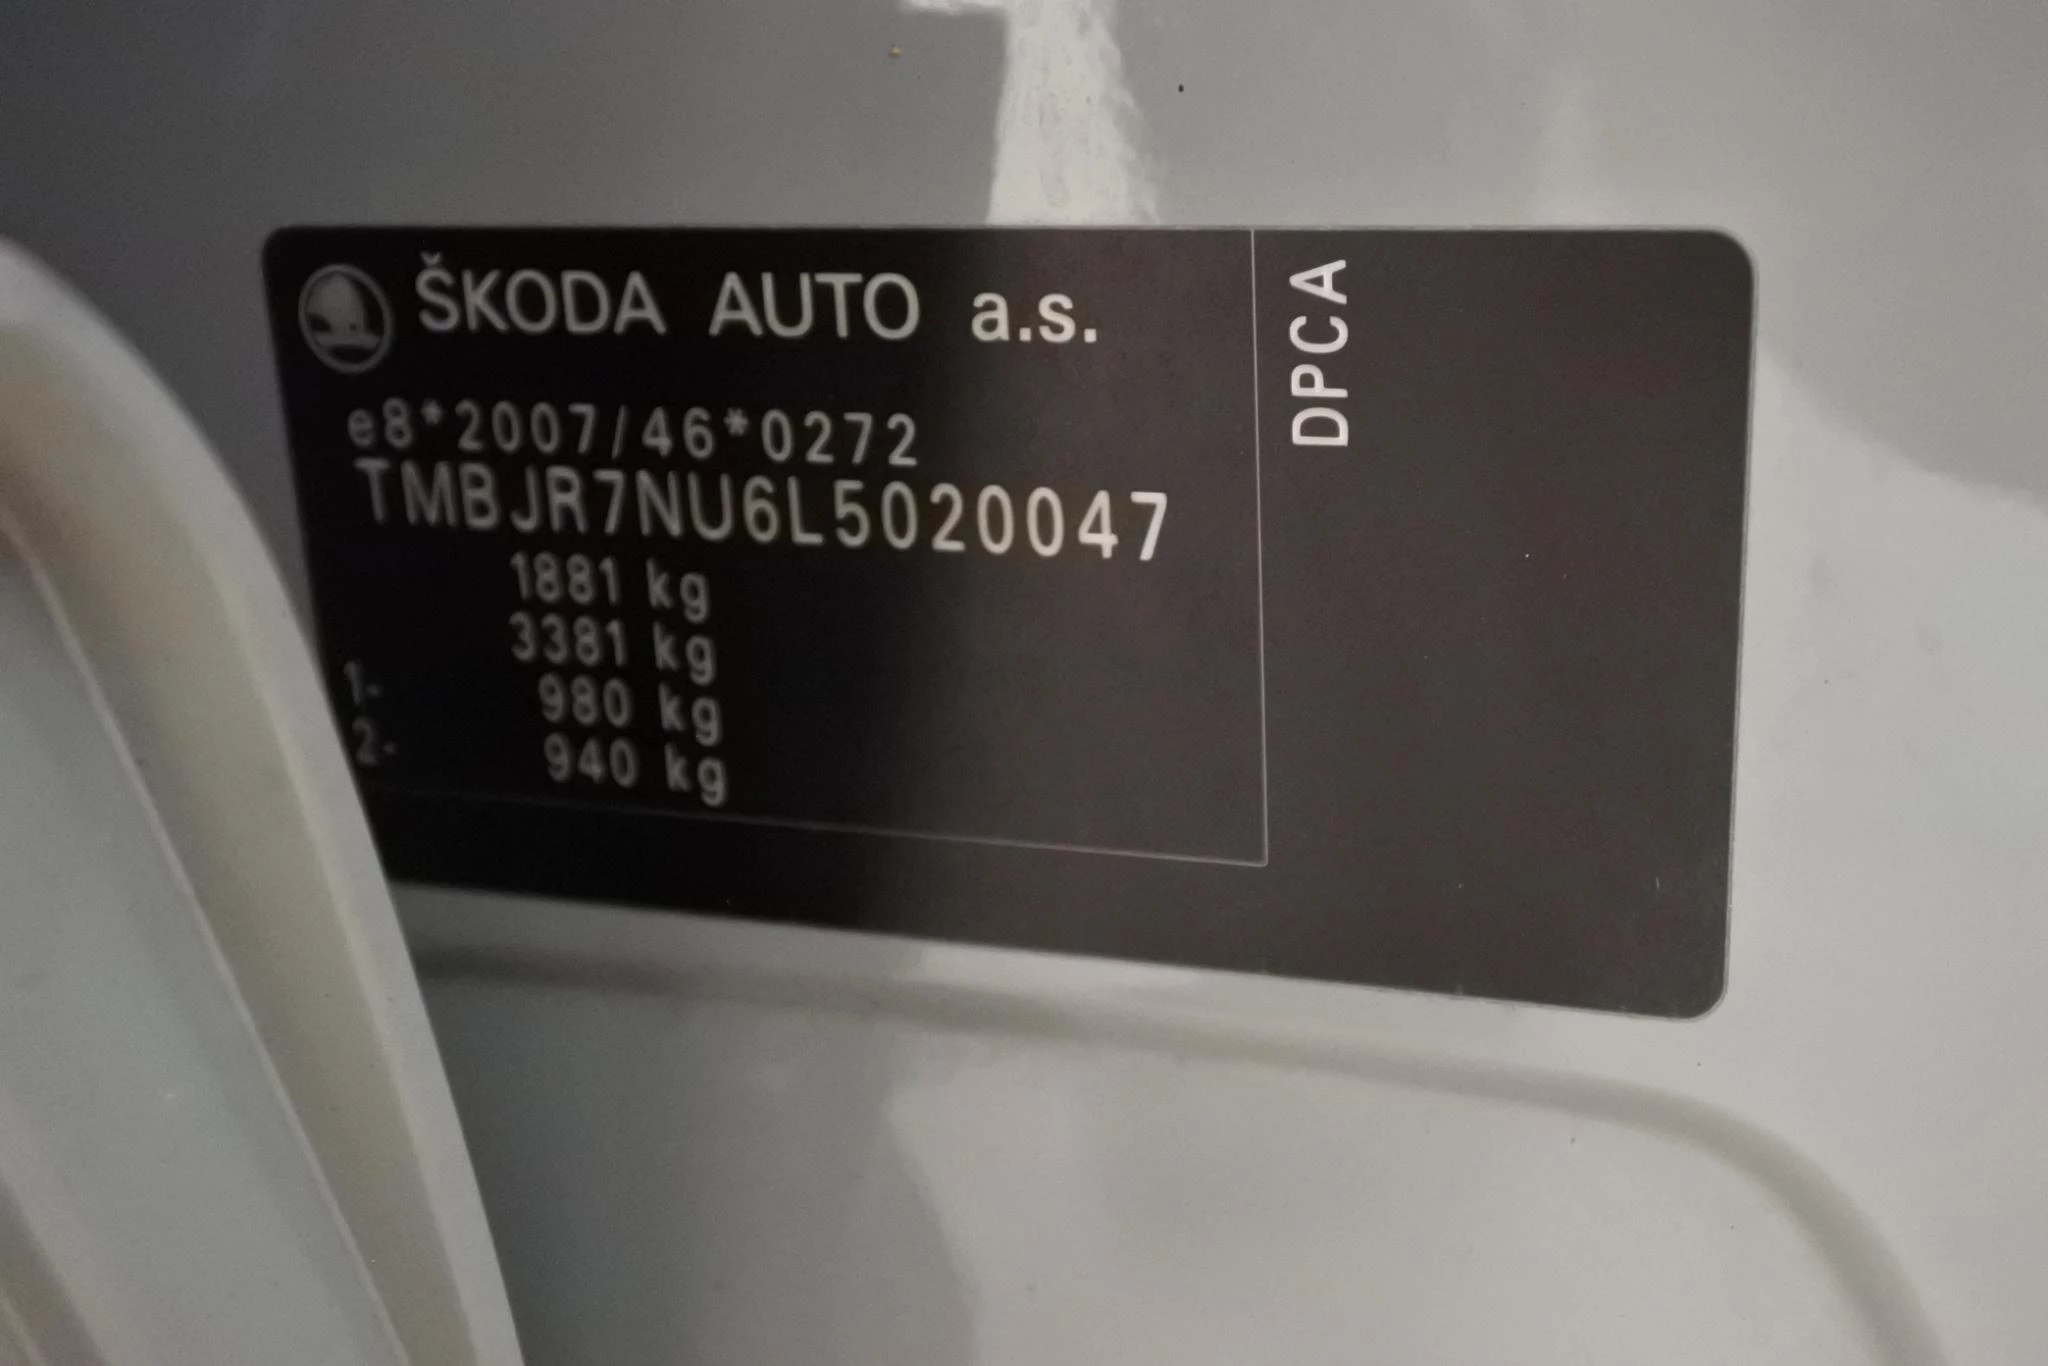 ŠKODA AUTO a.s.
e8*2007/46*0272
TMBJR7NU6L5020047
1881 kg
3381 kg
1- 980 kg
2- 940 kg
DPCA